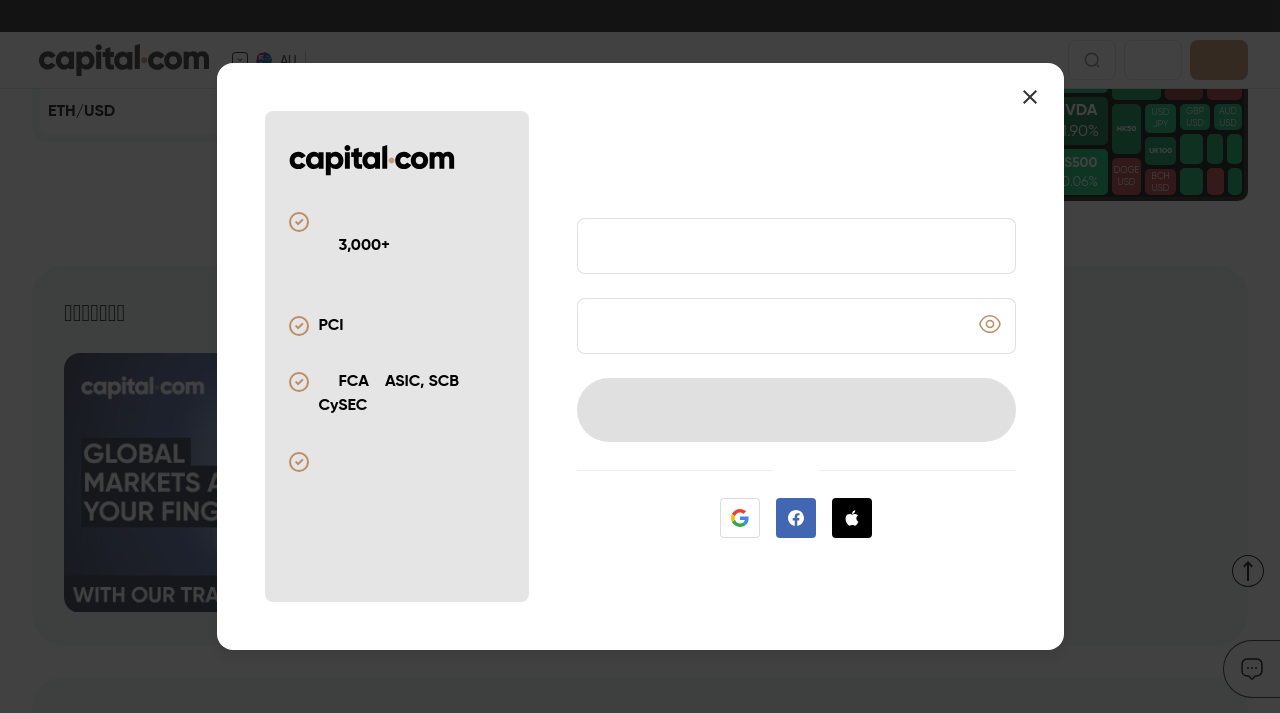 capital.com
AU
ETH/USD
capital.com
3,000+
PCI
FCA ASIC, SCB
CySEC
VDA
1.90%
HK50
USD
JPY
GBP
USD
AUD
USD
UK100
S500
0.06%
DOGE
USD
BCH
USD
capital.com
GLOBAL
MARKETS A
YOUR FING
WITH OUR TRA